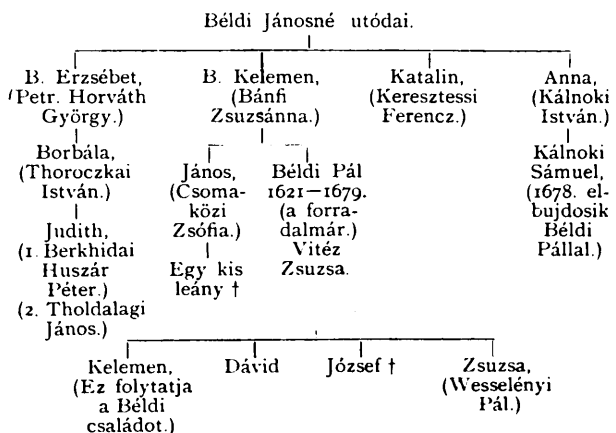 Béldi Jánosné utódai.
B. Erzsébet, B. Kelemen, Katalin, Anna,
(Petr. Horváth (Bánfi (Keresztessi (Kálnoki
György.) Zsuzsánna.) Ferencz.) István.)
Borbála, János, Béldi Pál Kálnoki
(Thoroczkai (Csoma- 1621—1679. Sámuel,
István.) közi (a forra- (1678. el-
Judith, Zsófia.) dalmár.) bujdosik
(1. Berkhidai Egy kis Vitéz Béldi
Huszár leány † Zsuzsa. Pállal.)
Péter.)
(2. Tholdalagi
János.)
Kelemen, Dávid József † Zsuzsa,
(Ez folytatja (Wesselényi
a Béldi Pál.)
családot.)